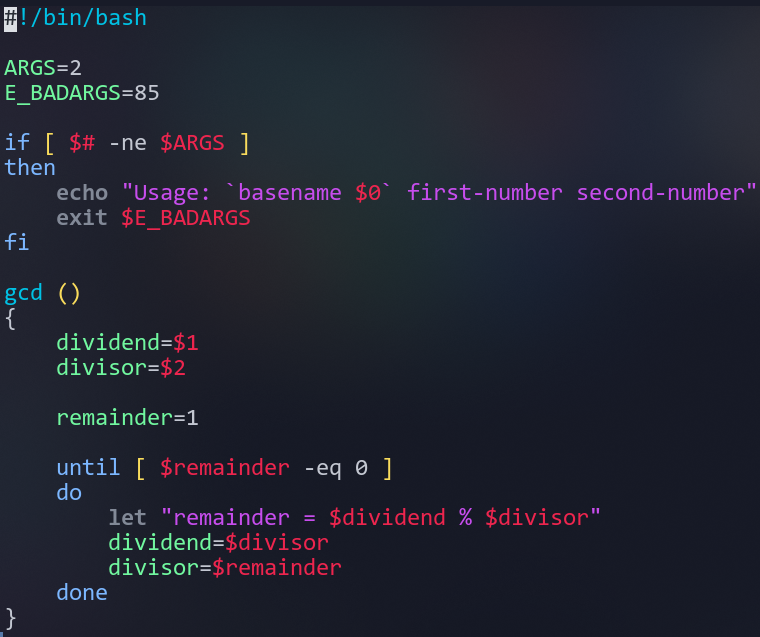 #!/bin/bash

ARGS=2
E_BADARGS=85

if [ $# -ne $ARGS ]
then
    echo "Usage: `basename $0` first-number second-number"
    exit $E_BADARGS
fi

gcd ()
{
    dividend=$1
    divisor=$2

    remainder=1

    until [ $remainder -eq 0 ]
    do
        let "remainder = $dividend % $divisor"
        dividend=$divisor
        divisor=$remainder
    done
}